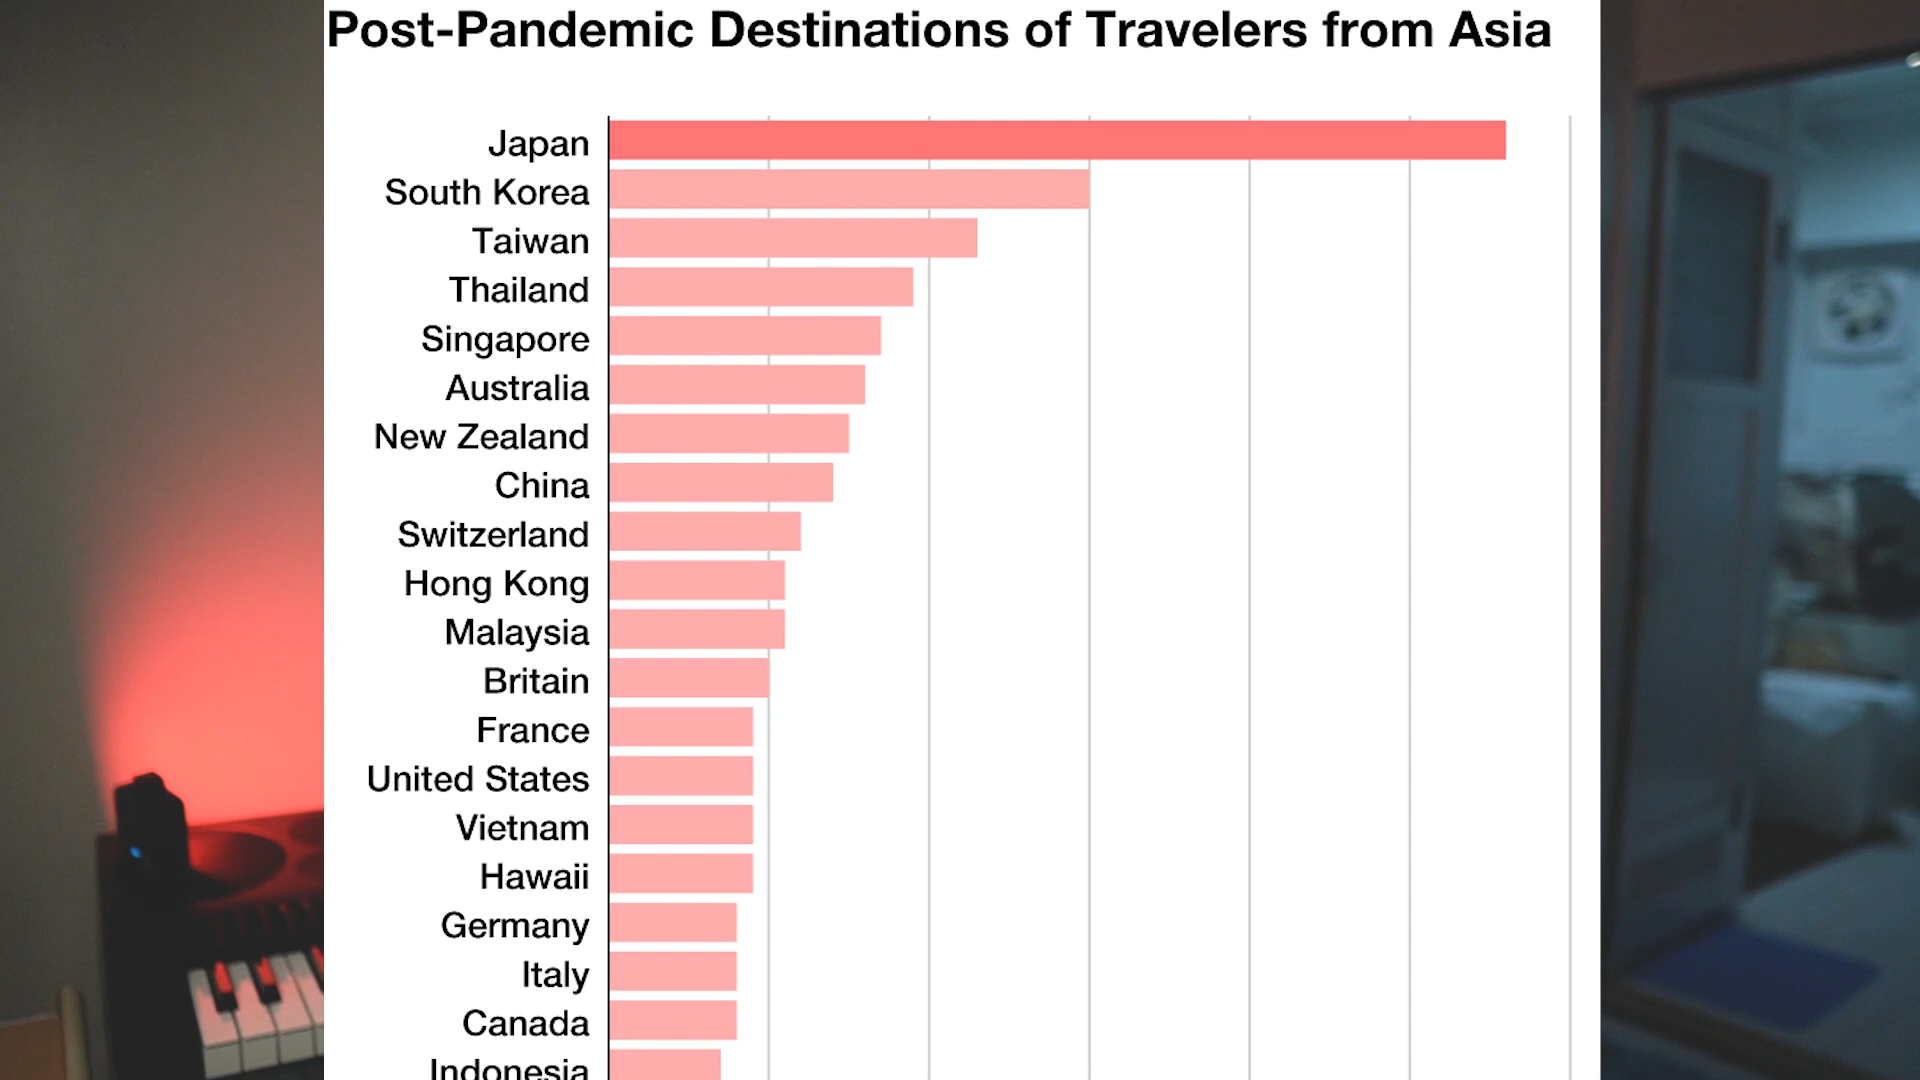 Post-Pandemic Destinations of Travelers from Asia
Japan
South Korea
Taiwan
Thailand
Singapore
Australia
New Zealand
China
Switzerland
Hong Kong
Malaysia
Britain
France
United States
Vietnam
Hawaii
Germany
Italy
Canada
Indonesia